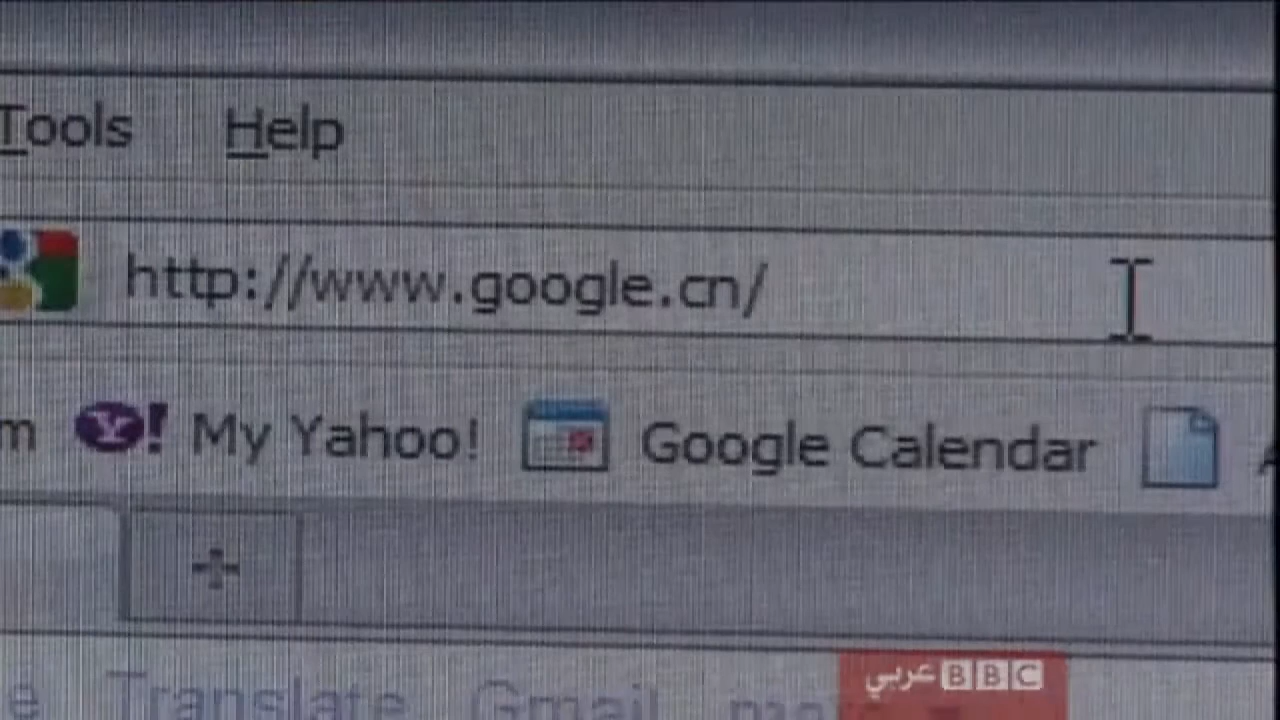 Tools Help
http://www.google.cn/
m Y! My Yahoo! Google Calendar
+
e Translate Gmail
عربي BBC